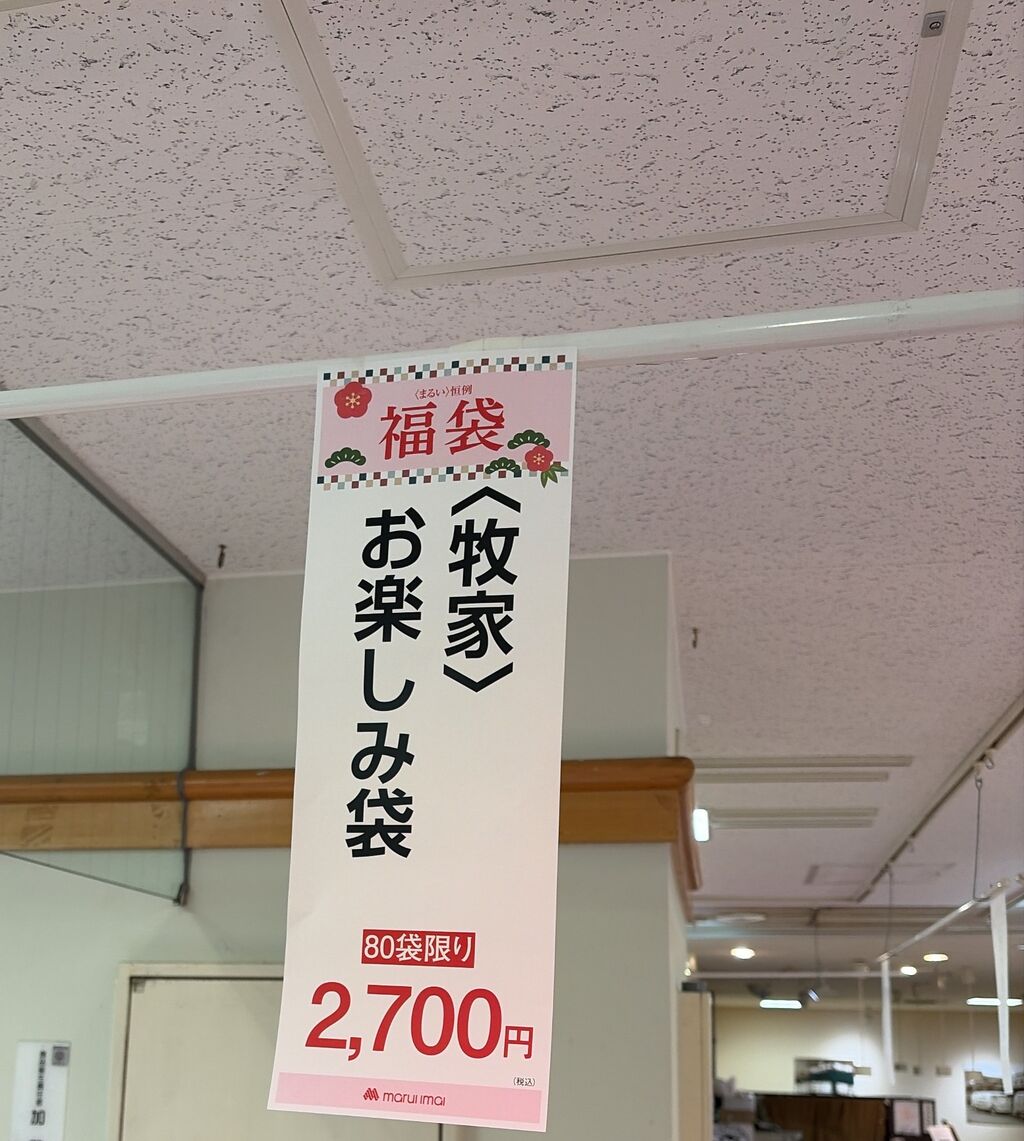 〈まるい〉恒例
福袋
〈牧家〉
お楽しみ袋
80袋限り
2,700円
(税込)
marui imai
加